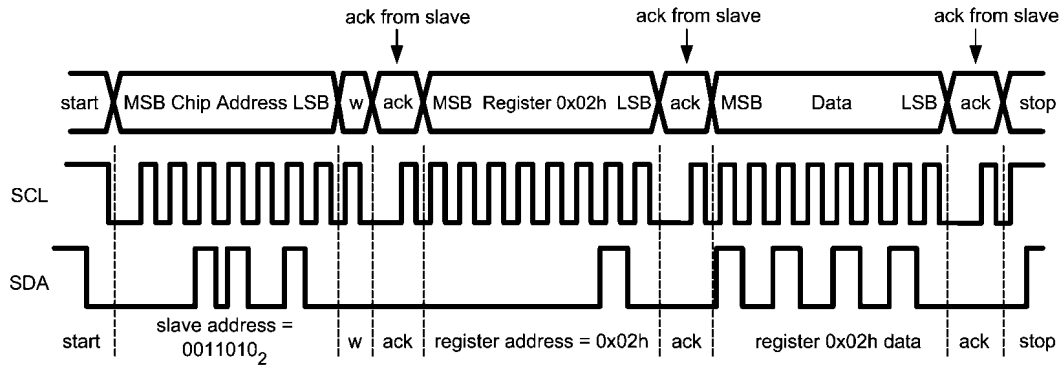 ack from slave ack from slave ack from slave
start MSB Chip Address LSB w ack MSB Register 0x02h LSB ack MSB Data LSB ack stop
SCL
SDA
start slave address = w ack register address = 0x02h ack register 0x02h data ack stop
0011010₂